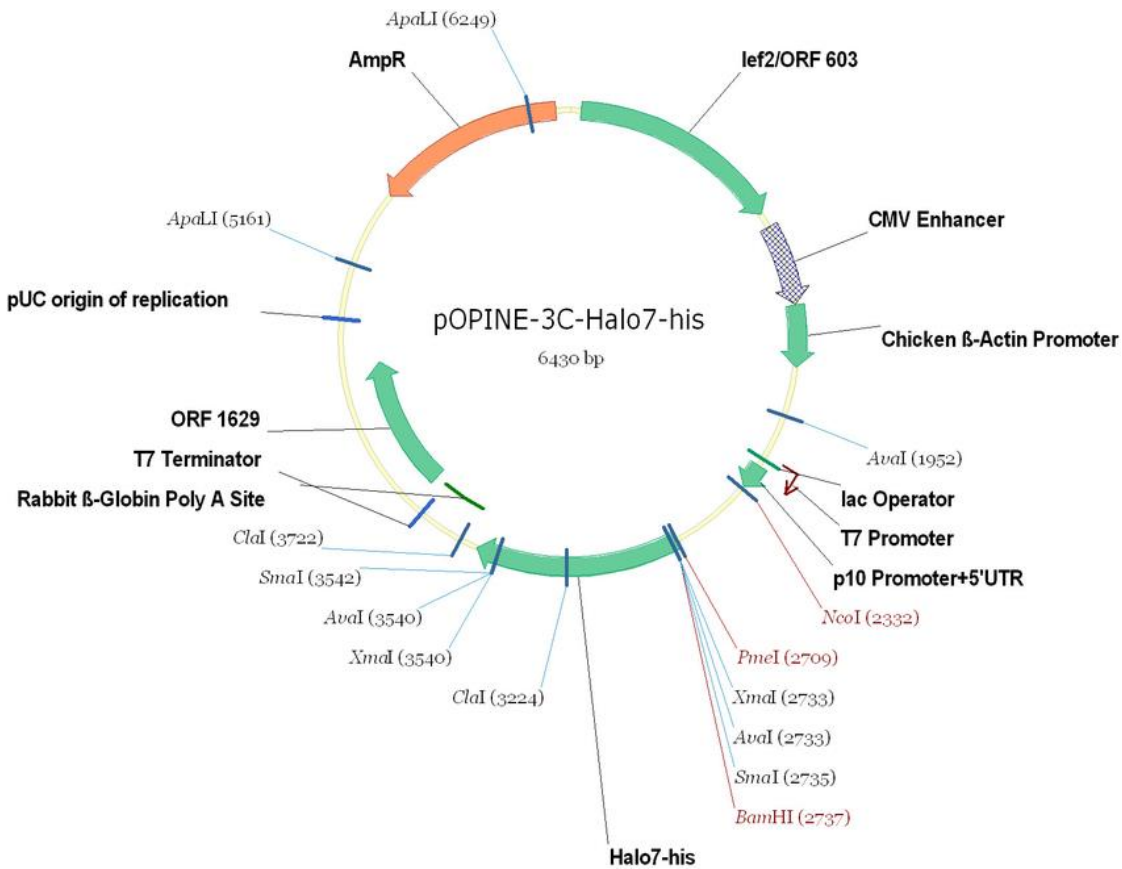 ApaLI (6249)
AmpR
lef2/ORF 603
ApaLI (5161)
CMV Enhancer
pUC origin of replication
pOPINE-3C-Halo7-his
6430 bp
Chicken ß-Actin Promoter
ORF 1629
T7 Terminator
Rabbit ß-Globin Poly A Site
AvaI (1952)
lac Operator
T7 Promoter
p10 Promoter+5'UTR
NcoI (2332)
ClaI (3722)
SmaI (3542)
AvaI (3540)
XmaI (3540)
ClaI (3224)
PmeI (2709)
XmaI (2733)
AvaI (2733)
SmaI (2735)
BamHI (2737)
Halo7-his